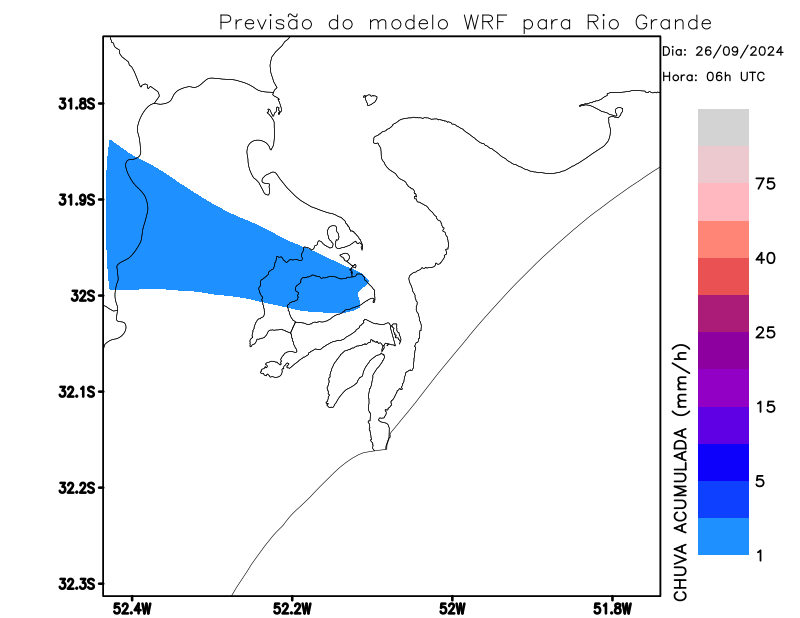 Previsão do modelo WRF para Rio Grande
Dia: 26/09/2024
Hora: 06h UTC
31.8S
31.9S
32S
32.1S
32.2S
32.3S
52.4W
52.2W
52W
51.8W
CHUVA ACUMULADA (mm/h)
75
40
25
15
5
1